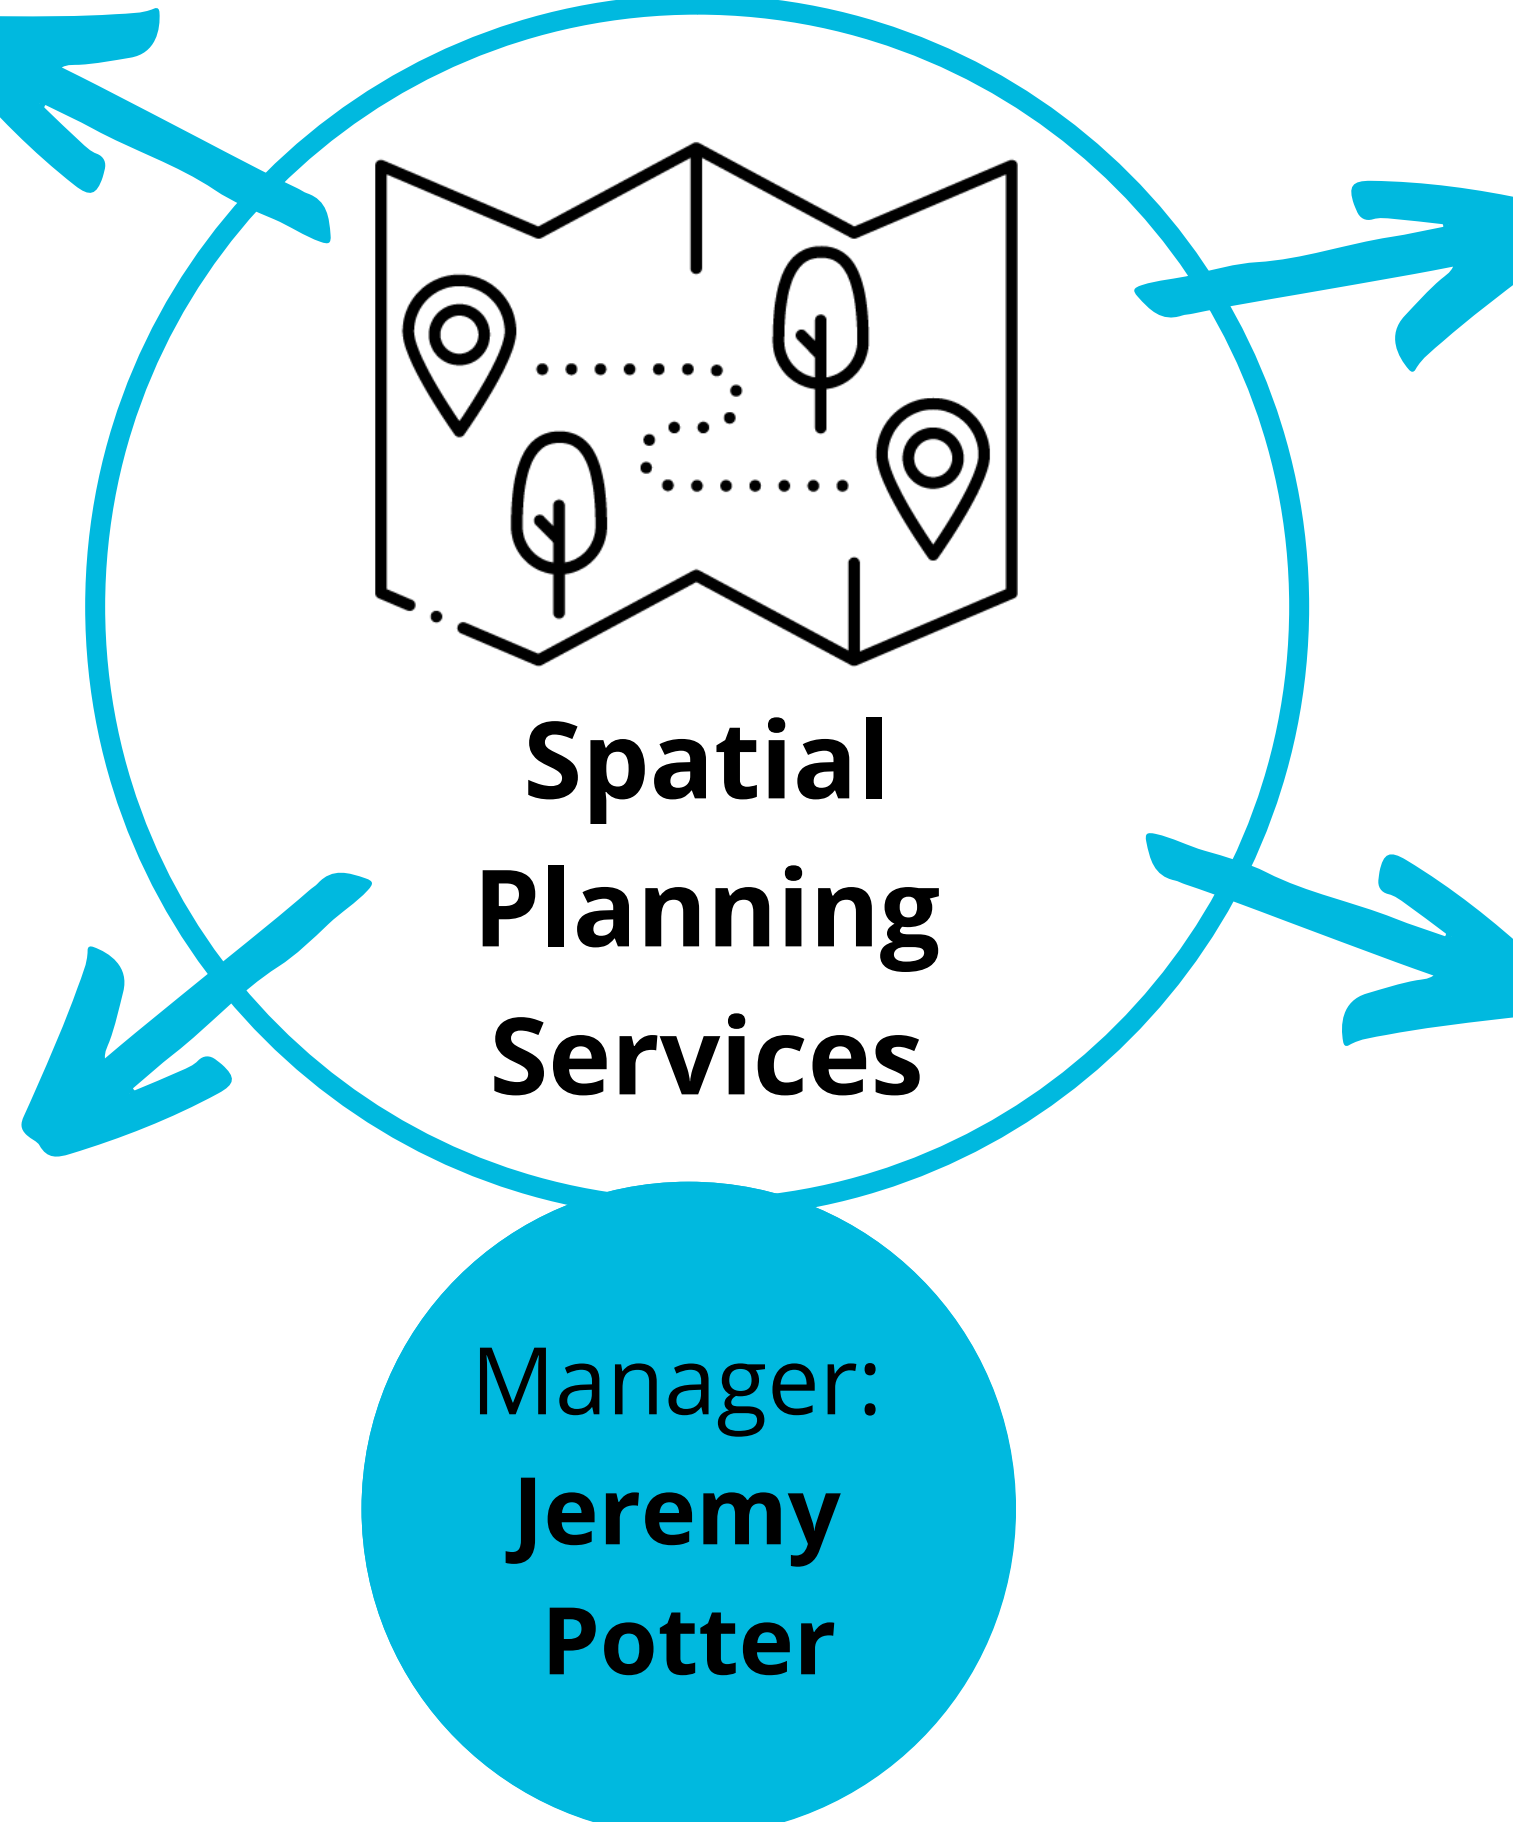 Spatial
Planning
Services
Manager:
Jeremy
Potter